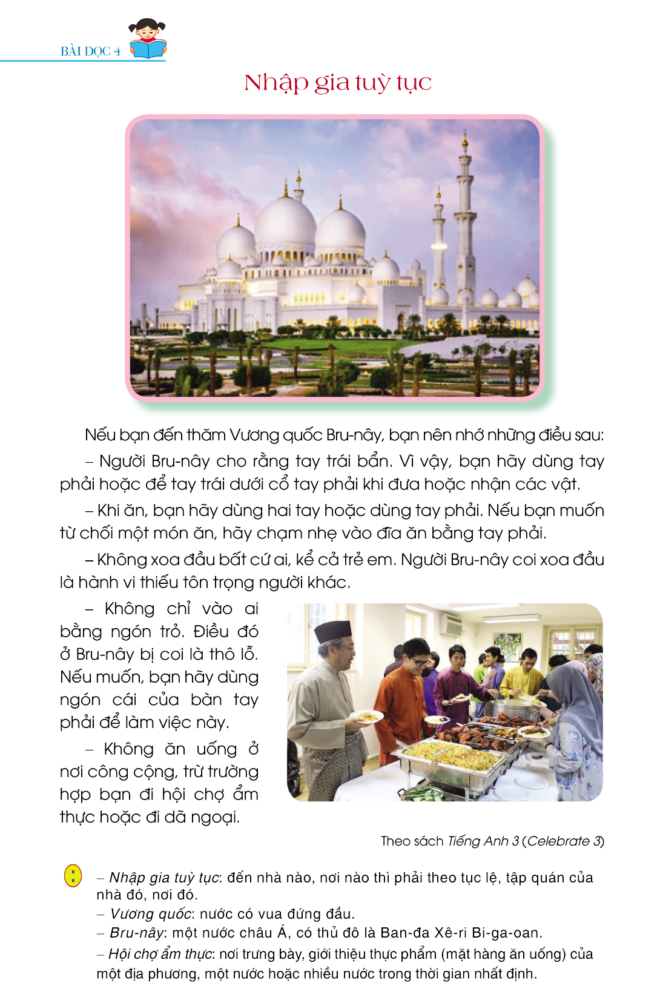 BÀI ĐỌC 4
Nhập gia tuỳ tục
Nếu bạn đến thăm Vương quốc Bru-nây, bạn nên nhớ những điều sau:
– Người Bru-nây cho rằng tay trái bẩn. Vì vậy, bạn hãy dùng tay
phải hoặc để tay trái dưới cổ tay phải khi đưa hoặc nhận các vật.
– Khi ăn, bạn hãy dùng hai tay hoặc dùng tay phải. Nếu bạn muốn
từ chối một món ăn, hãy chạm nhẹ vào đĩa ăn bằng tay phải.
– Không xoa đầu bất cứ ai, kể cả trẻ em. Người Bru-nây coi xoa đầu
là hành vi thiếu tôn trọng người khác.
– Không chỉ vào ai
bằng ngón trỏ. Điều đó
ở Bru-nây bị coi là thô lỗ.
Nếu muốn, bạn hãy dùng
ngón cái của bàn tay
phải để làm việc này.
– Không ăn uống ở
nơi công cộng, trừ trường
hợp bạn đi hội chợ ẩm
thực hoặc đi dã ngoại.
Theo sách Tiếng Anh 3 (Celebrate 3)
– Nhập gia tuỳ tục: đến nhà nào, nơi nào thì phải theo tục lệ, tập quán của
nhà đó, nơi đó.
– Vương quốc: nước có vua đứng đầu.
– Bru-nây: một nước châu Á, có thủ đô là Ban-đa Xê-ri Bi-ga-oan.
– Hội chợ ẩm thực: nơi trưng bày, giới thiệu thực phẩm (mặt hàng ăn uống) của
một địa phương, một nước hoặc nhiều nước trong thời gian nhất định.